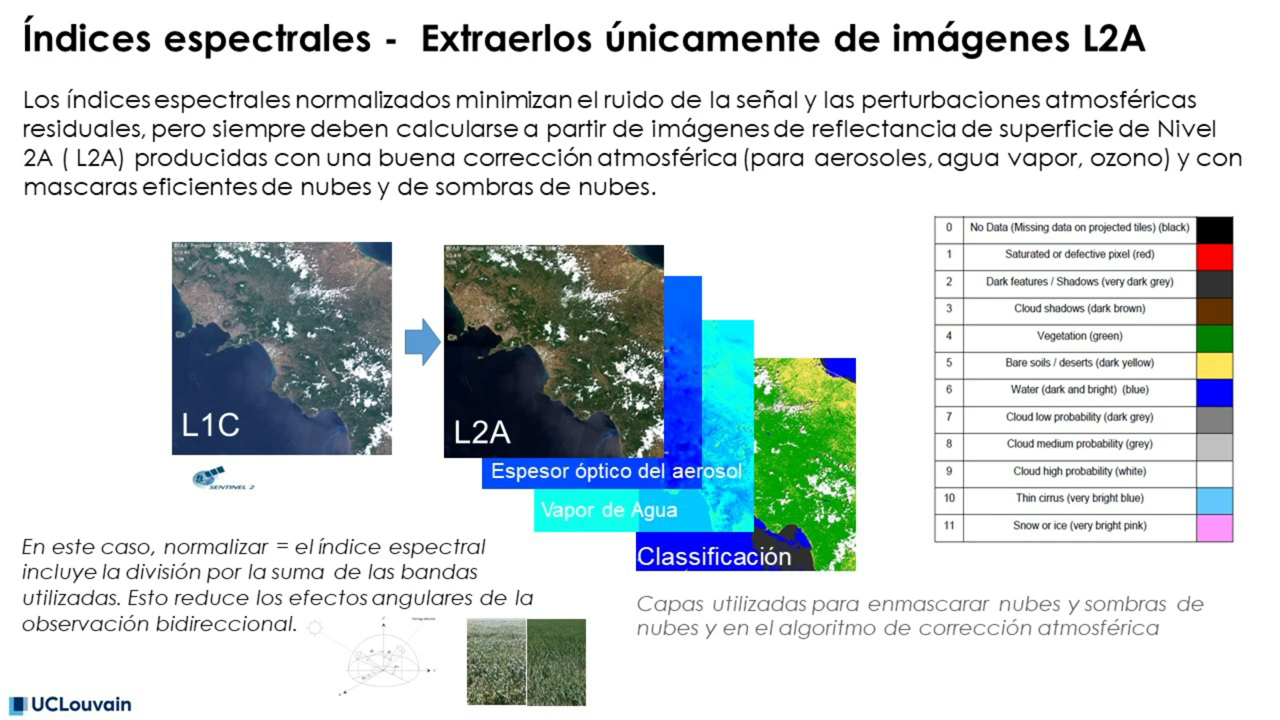 Índices espectrales - Extraerlos únicamente de imágenes L2A
Los índices espectrales normalizados minimizan el ruido de la señal y las perturbaciones atmosféricas
residuales, pero siempre deben calcularse a partir de imágenes de reflectancia de superficie de Nivel
2A ( L2A) producidas con una buena corrección atmosférica (para aerosoles, agua vapor, ozono) y con
mascaras eficientes de nubes y de sombras de nubes.
L1C
SENTINEL 2
L2A
Espesor óptico del aerosol
Vapor de Agua
Classificación
0 No Data (Missing data on projected tiles) (black)
1 Saturated or defective pixel (red)
2 Dark features / Shadows (very dark grey)
3 Cloud shadows (dark brown)
4 Vegetation (green)
5 Bare soils / deserts (dark yellow)
6 Water (dark and bright) (blue)
7 Cloud low probability (dark grey)
8 Cloud medium probability (grey)
9 Cloud high probability (white)
10 Thin cirrus (very bright blue)
11 Snow or ice (very bright pink)
En este caso, normalizar = el índice espectral
incluye la división por la suma de las bandas
utilizadas. Esto reduce los efectos angulares de la
observación bidireccional.
Capas utilizadas para enmascarar nubes y sombras de
nubes y en el algoritmo de corrección atmosférica
UCLouvain